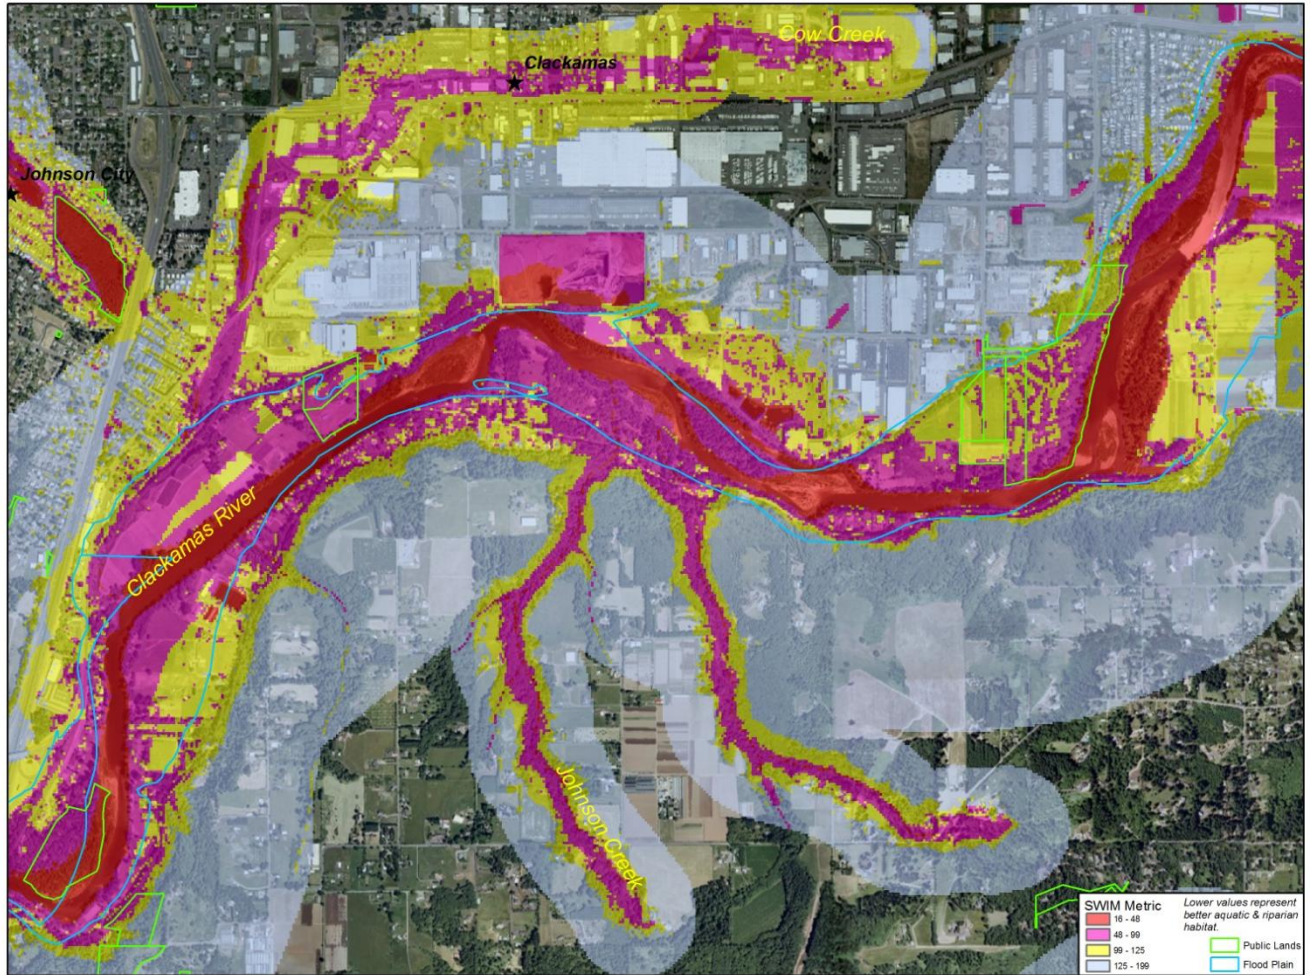 Cow Creek
Clackamas
Johnson City
Clackamas River
Johnson Creek
SWIM Metric
16 - 48
48 - 99
99 - 125
125 - 199
Lower values represent
better aquatic & riparian
habitat.
Public Lands
Flood Plain